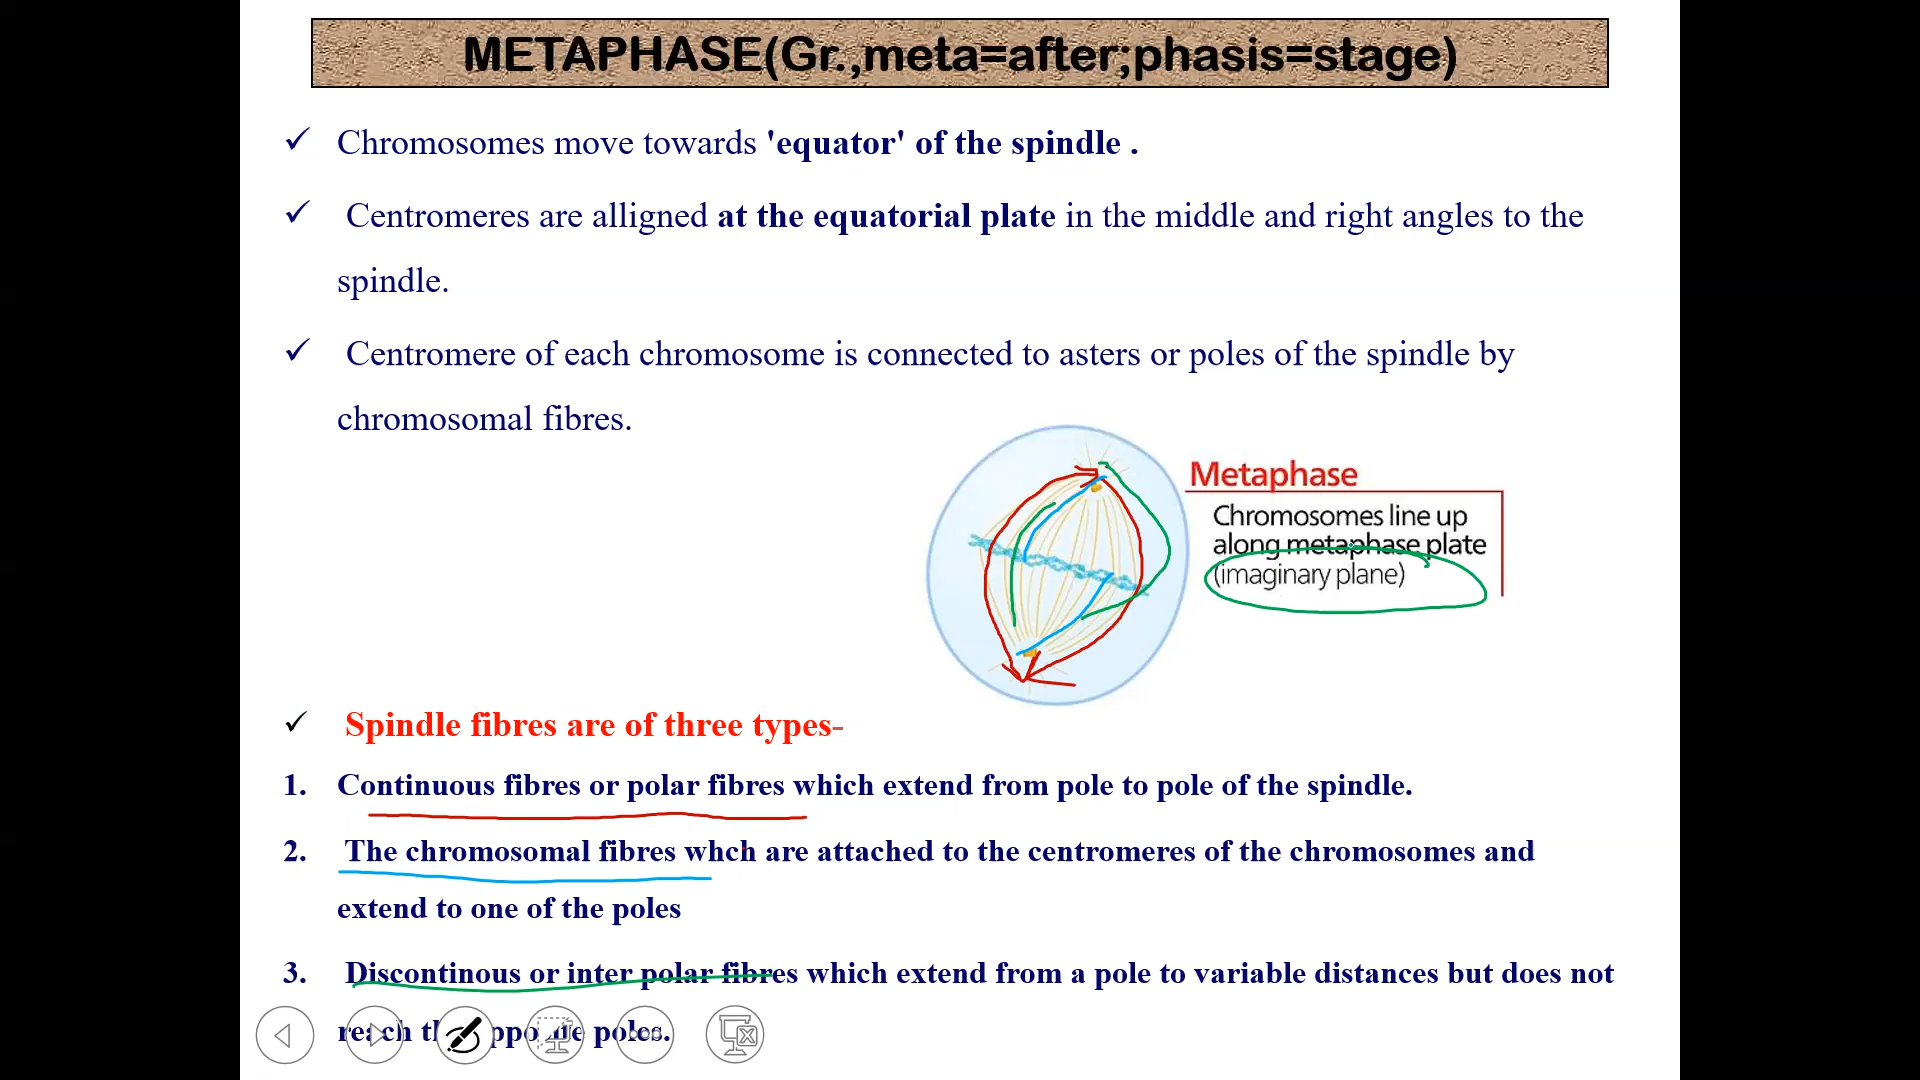 METAPHASE(Gr.,meta=after;phasis=stage)
✓ Chromosomes move towards 'equator' of the spindle .
✓ Centromeres are alligned at the equatorial plate in the middle and right angles to the
spindle.
✓ Centromere of each chromosome is connected to asters or poles of the spindle by
chromosomal fibres.
Metaphase
Chromosomes line up
along metaphase plate
(imaginary plane)
✓ Spindle fibres are of three types-
1. Continuous fibres or polar fibres which extend from pole to pole of the spindle.
2. The chromosomal fibres whch are attached to the centromeres of the chromosomes and
extend to one of the poles
3. Discontinous or inter polar fibres which extend from a pole to variable distances but does not
reach the opposite poles.